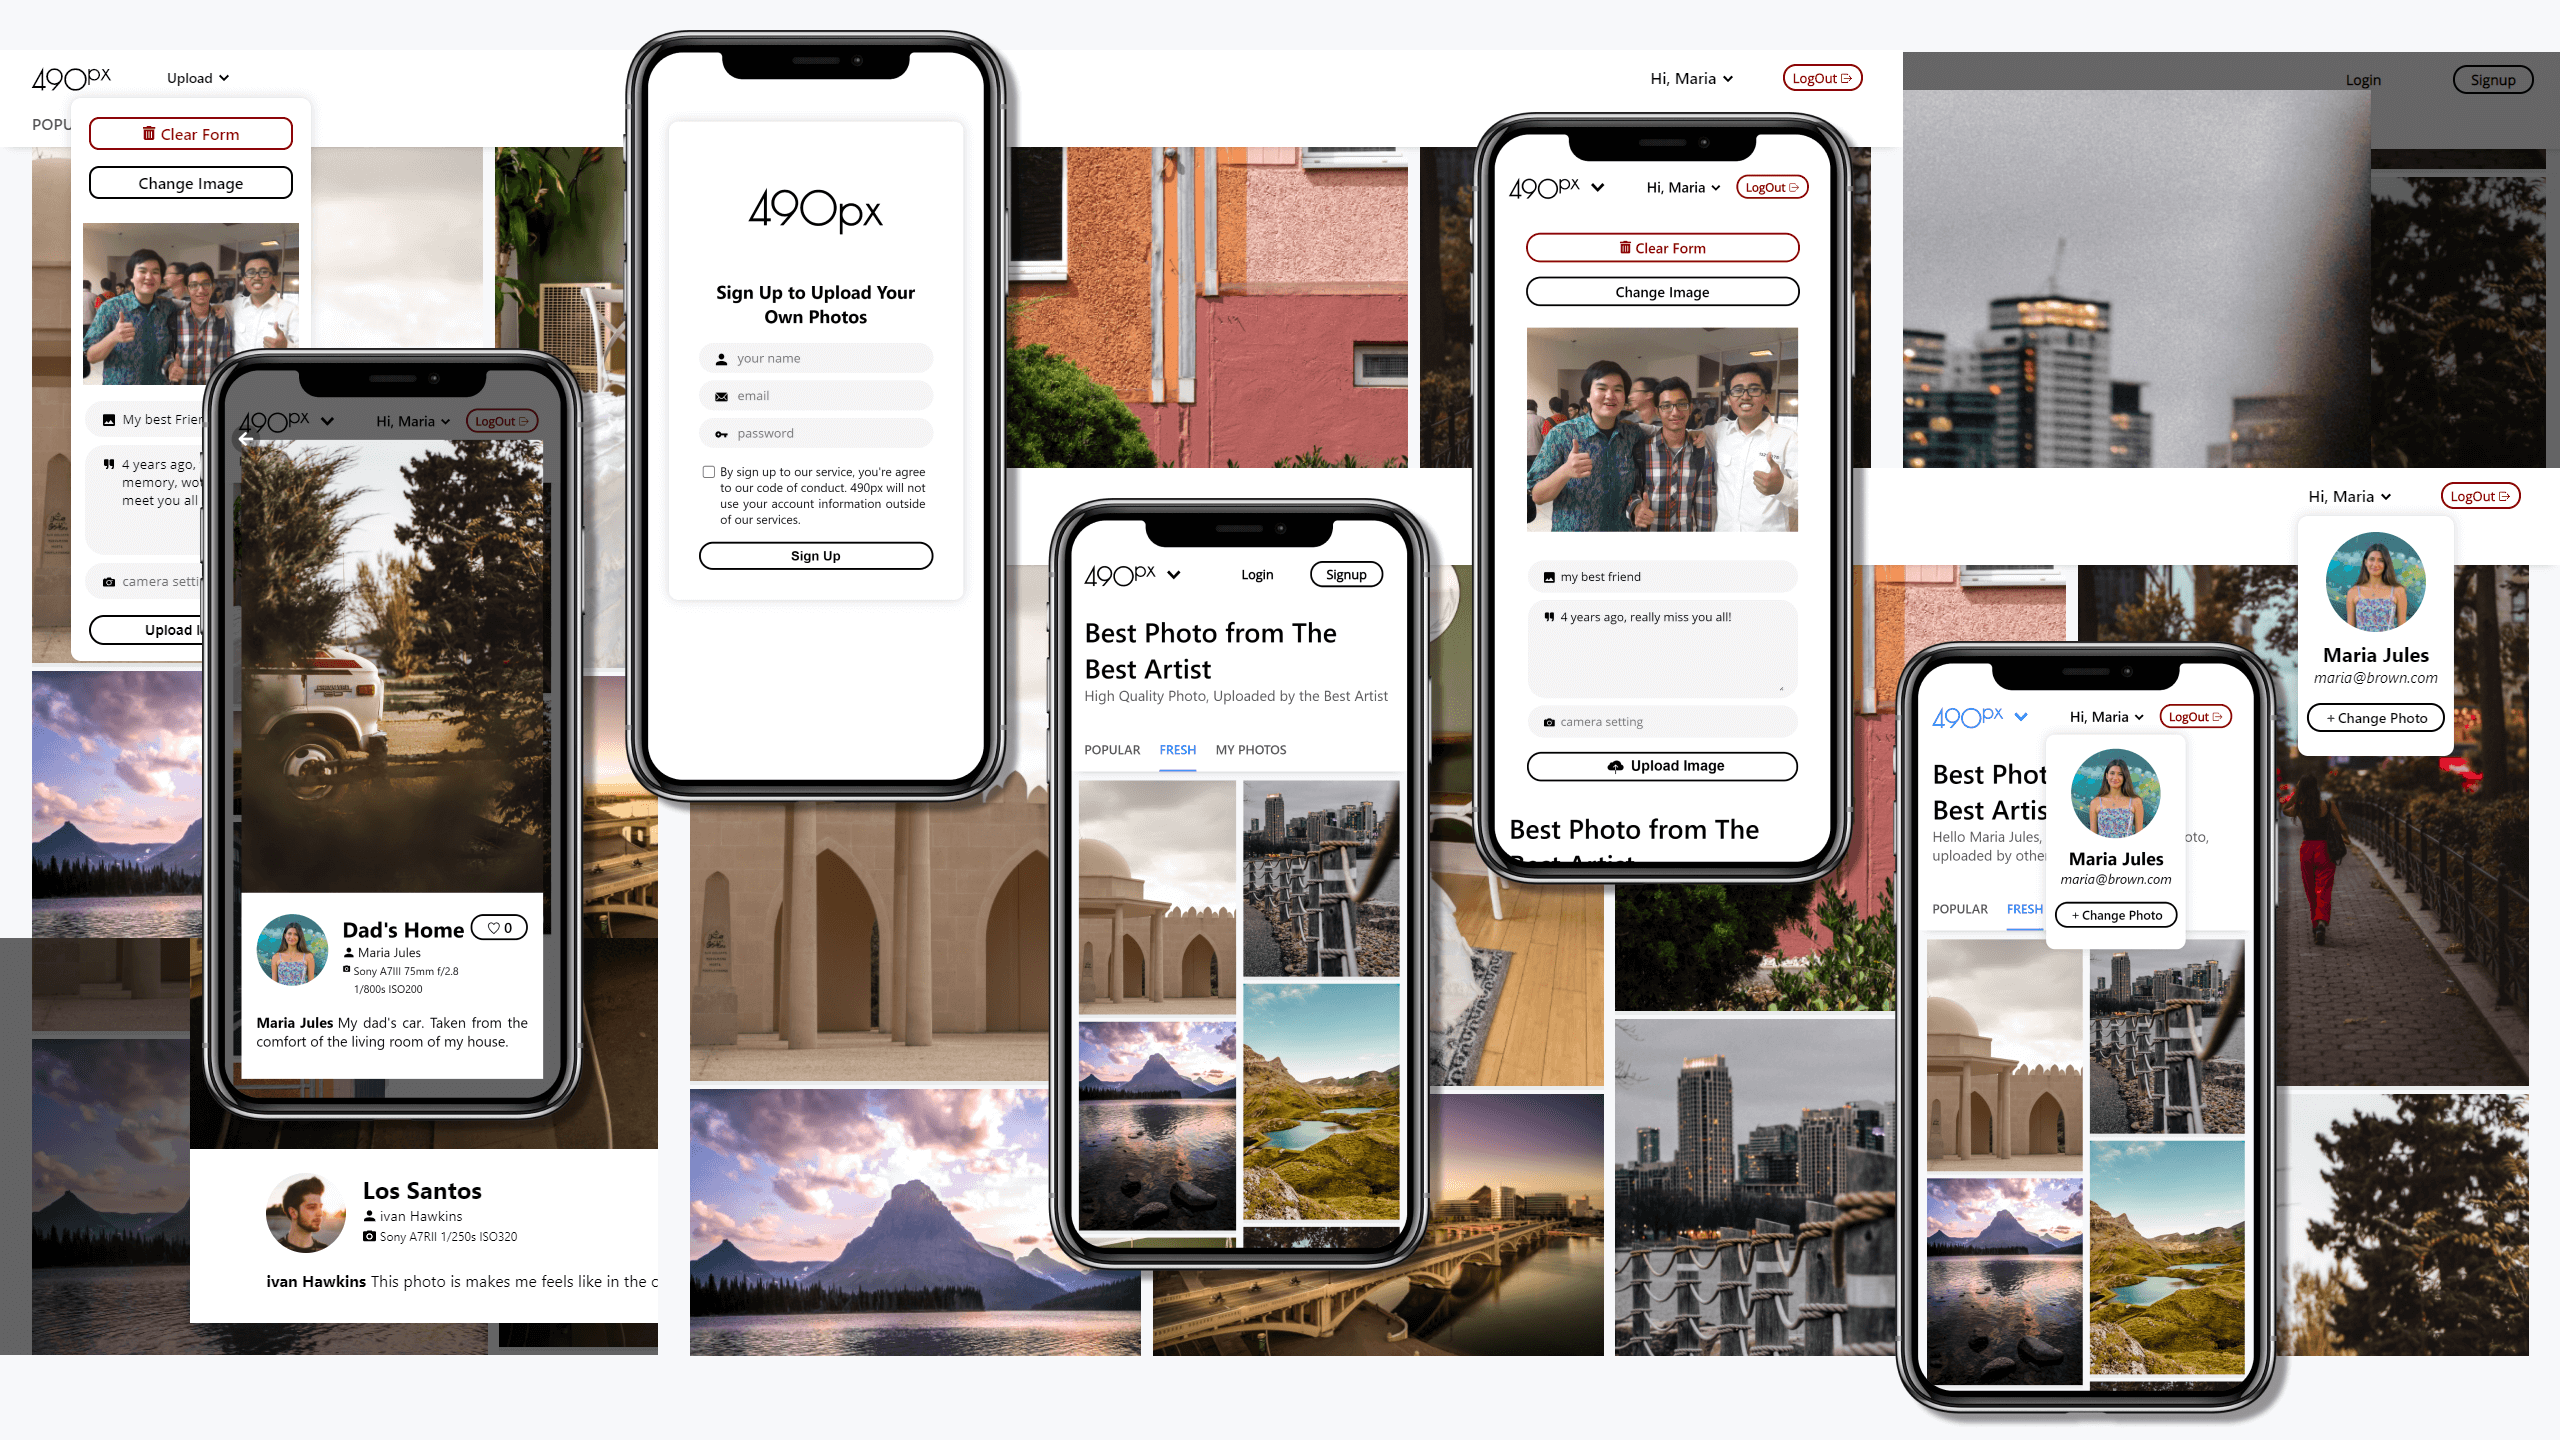 490px
Upload
POPU
Clear Form
Change Image
My best Frien
4 years ago,
memory, wo
meet you all
camera setti
Upload I
490px
Hi, Maria
LogOut
Dad's Home
0
Maria Jules
Sony A7III 75mm f/2.8
1/800s ISO200
Maria Jules My dad's car. Taken from the
comfort of the living room of my house.
Los Santos
ivan Hawkins
Sony A7RII 1/250s ISO320
ivan Hawkins This photo is makes me feels like in the c
490px
Sign Up to Upload Your
Own Photos
your name
email
password
By sign up to our service, you're agree
to our code of conduct. 490px will not
use your account information outside
of our services.
Sign Up
490px
Login
Signup
Best Photo from The
Best Artist
High Quality Photo, Uploaded by the Best Artist
POPULAR
FRESH
MY PHOTOS
Hi, Maria
LogOut
490px
Hi, Maria
LogOut
Clear Form
Change Image
my best friend
4 years ago, really miss you all!
camera setting
Upload Image
Best Photo from The
Best Artist
Login
Signup
Hi, Maria
LogOut
Maria Jules
maria@brown.com
+ Change Photo
490px
Hi, Maria
LogOut
Best Phot
Best Artis
Hello Maria Jules,
oto,
uploaded by othe
Maria Jules
maria@brown.com
+ Change Photo
POPULAR
FRESH